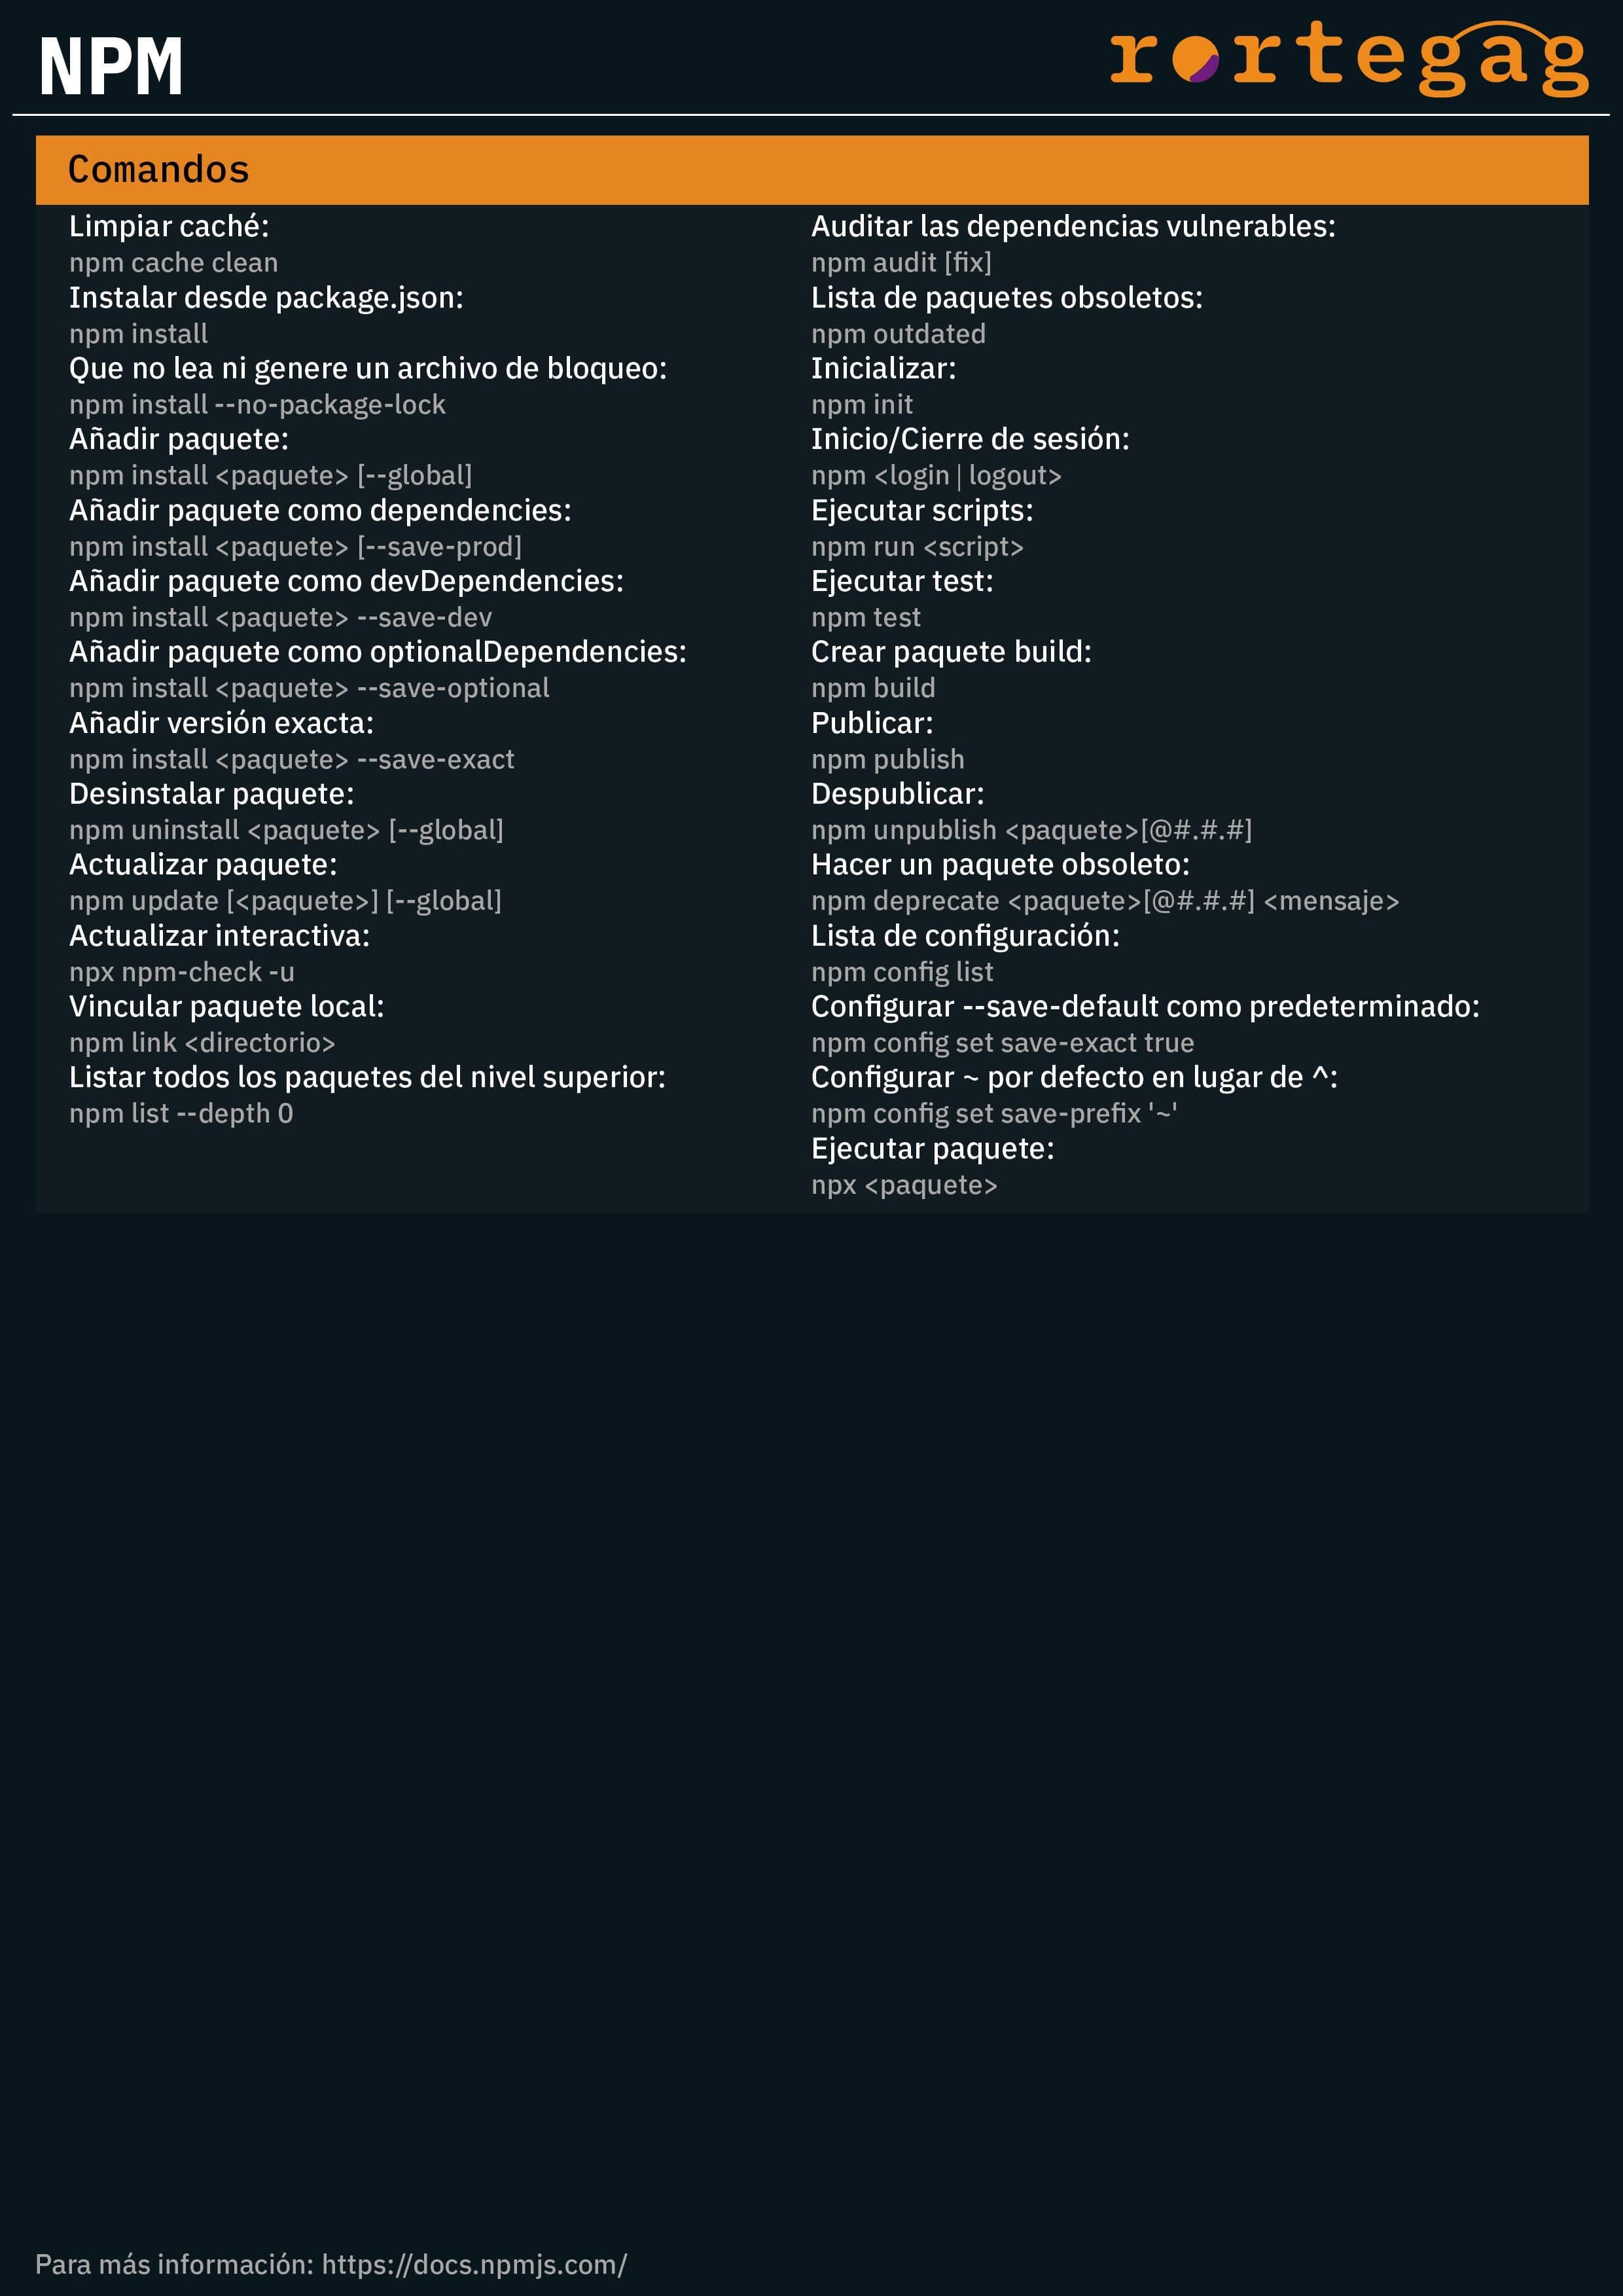 NPM
rortegag
Comandos
Limpiar caché:
npm cache clean
Instalar desde package.json:
npm install
Que no lea ni genere un archivo de bloqueo:
npm install --no-package-lock
Añadir paquete:
npm install <paquete> [--global]
Añadir paquete como dependencies:
npm install <paquete> [--save-prod]
Añadir paquete como devDependencies:
npm install <paquete> --save-dev
Añadir paquete como optionalDependencies:
npm install <paquete> --save-optional
Añadir versión exacta:
npm install <paquete> --save-exact
Desinstalar paquete:
npm uninstall <paquete> [--global]
Actualizar paquete:
npm update [<paquete>] [--global]
Actualizar interactiva:
npx npm-check -u
Vincular paquete local:
npm link <directorio>
Listar todos los paquetes del nivel superior:
npm list --depth 0
Auditar las dependencias vulnerables:
npm audit [fix]
Lista de paquetes obsoletos:
npm outdated
Inicializar:
npm init
Inicio/Cierre de sesión:
npm <login | logout>
Ejecutar scripts:
npm run <script>
Ejecutar test:
npm test
Crear paquete build:
npm build
Publicar:
npm publish
Despublicar:
npm unpublish <paquete>[@#.#.#]
Hacer un paquete obsoleto:
npm deprecate <paquete>[@#.#.#] <mensaje>
Lista de configuración:
npm config list
Configurar --save-default como predeterminado:
npm config set save-exact true
Configurar ~ por defecto en lugar de ^:
npm config set save-prefix '~'
Ejecutar paquete:
npx <paquete>
Para más información: https://docs.npmjs.com/